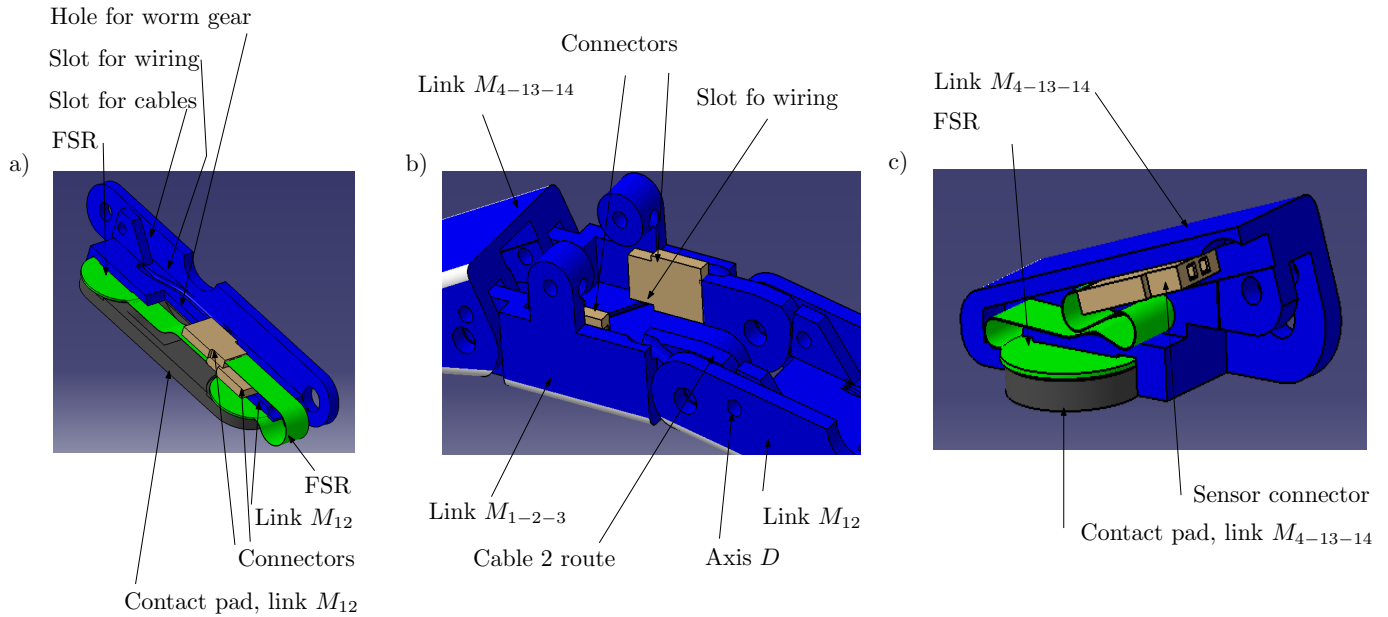 a)
Hole for worm gear
Slot for wiring
Slot for cables
FSR
FSR
Link M₁₂
Connectors
Contact pad, link M₁₂
b)
Connectors
Link M₄₋₁₃₋₁₄
Slot fo wiring
Link M₁₋₂₋₃
Link M₁₂
Cable 2 route
Axis D
c)
Link M₄₋₁₃₋₁₄
FSR
Sensor connector
Contact pad, link M₄₋₁₃₋₁₄